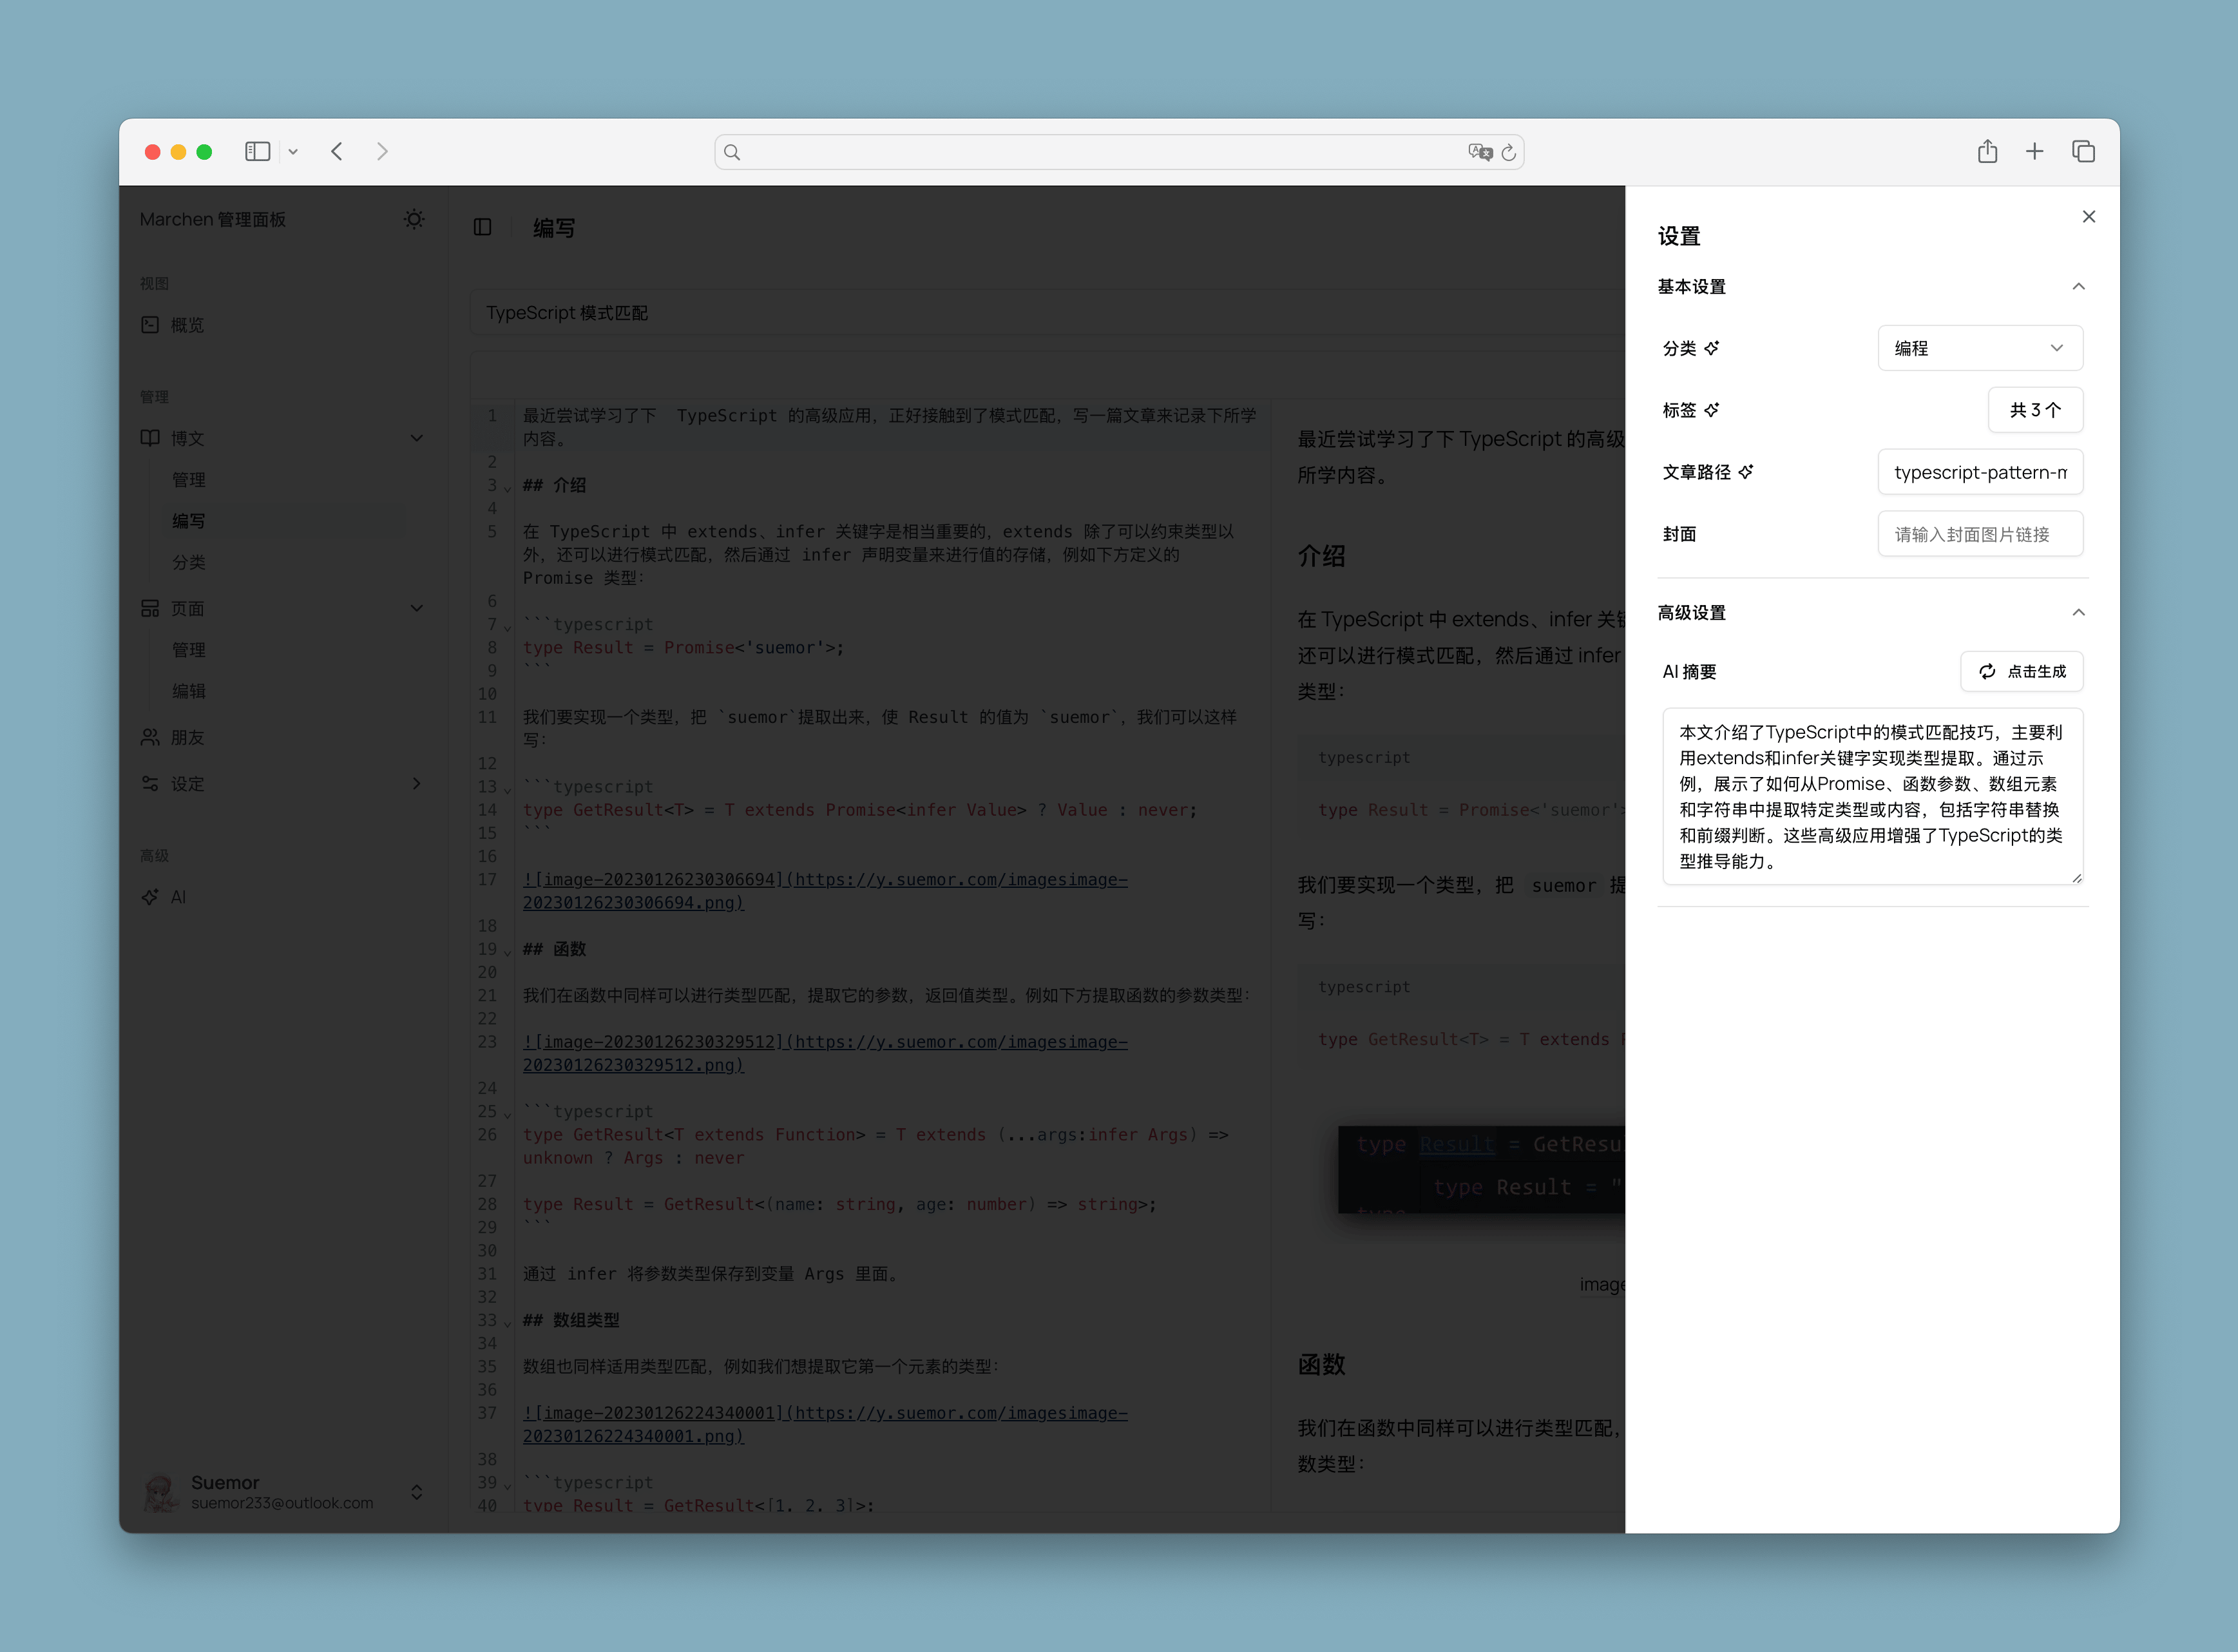 Marchen 管理面板
视图
概览
管理
博文
管理
编写
分类
页面
管理
编辑
朋友
设定
高级
AI
Suemor
suemor233@outlook.com
编写
TypeScript 模式匹配
1 最近尝试学习了下  TypeScript 的高级应用，正好接触到了模式匹配，写一篇文章来记录下所学
内容。
2
3 ## 介绍
4
5 在 TypeScript 中 extends、infer 关键字是相当重要的，extends 除了可以约束类型以
外，还可以进行模式匹配，然后通过 infer 声明变量来进行值的存储，例如下方定义的
Promise 类型：
6
7 ```typescript
8 type Result = Promise<'suemor'>;
9 ```
10
11 我们要实现一个类型，把 `suemor`提取出来，使 Result 的值为 `suemor`，我们可以这样
写：
12
13 ```typescript
14 type GetResult<T> = T extends Promise<infer Value> ? Value : never;
15 ```
16
17 ![image-20230126230306694](https://y.suemor.com/imagesimage-
20230126230306694.png)
18
19 ## 函数
20
21 我们在函数中同样可以进行类型匹配，提取它的参数，返回值类型。例如下方提取函数的参数类型：
22
23 ![image-20230126230329512](https://y.suemor.com/imagesimage-
20230126230329512.png)
24
25 ```typescript
26 type GetResult<T extends Function> = T extends (...args:infer Args) =>
unknown ? Args : never
27
28 type Result = GetResult<(name: string, age: number) => string>;
29 ```
30
31 通过 infer 将参数类型保存到变量 Args 里面。
32
33 ## 数组类型
34
35 数组也同样适用类型匹配，例如我们想提取它第一个元素的类型：
36
37 ![image-20230126224340001](https://y.suemor.com/imagesimage-
20230126224340001.png)
38
39 ```typescript
40 type Result = GetResult<[1, 2, 3]>;
最近尝试学习了下 TypeScript 的高级
所学内容。
介绍
在 TypeScript 中 extends、infer 关键
还可以进行模式匹配，然后通过 infer
类型：
typescript
type Result = Promise<'suemor'>
我们要实现一个类型，把 suemor 提
写：
typescript
type GetResult<T> = T extends P
type Result = GetResu
type Result = "
type
image
函数
我们在函数中同样可以进行类型匹配，
数类型：
设置
基本设置
分类
编程
标签
共 3 个
文章路径
typescript-pattern-m
封面
请输入封面图片链接
高级设置
AI 摘要
点击生成
本文介绍了TypeScript中的模式匹配技巧，主要利
用extends和infer关键字实现类型提取。通过示
例，展示了如何从Promise、函数参数、数组元素
和字符串中提取特定类型或内容，包括字符串替换
和前缀判断。这些高级应用增强了TypeScript的类
型推导能力。